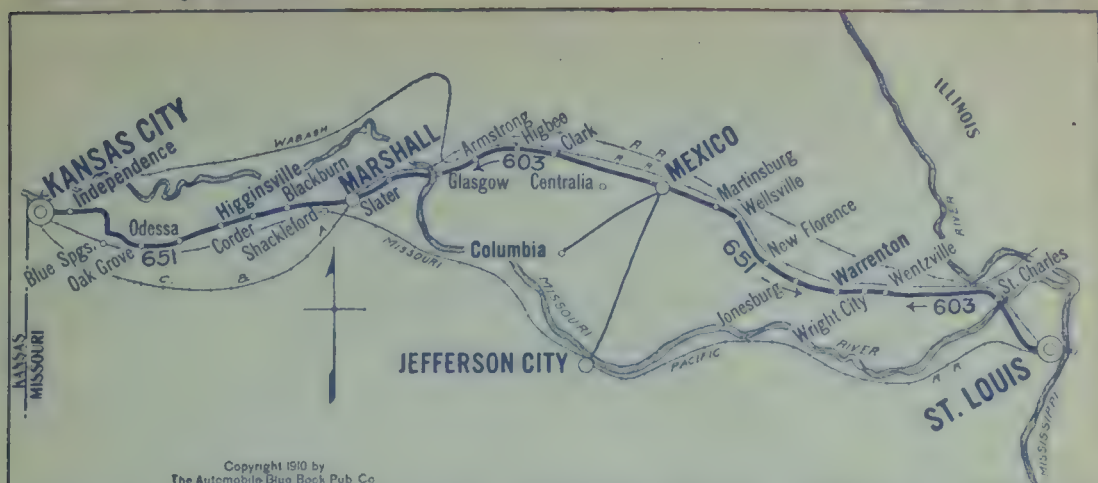 KANSAS CITY
Independence
Blue Spgs.
Oak Grove
Odessa
651
Higginsville
Corder
Blackburn
Shackleford
MARSHALL
Slater
WABASH
C. & A.
Armstrong
Higbee
Clark
603
Glasgow
Centralia
R. R.
R. R.
MEXICO
Martinsburg
Wellsville
New Florence
651
Warrenton
Wentzville
St. Charles
603
Jonesburg
Wright City
ILLINOIS
RIVER
Columbia
MISSOURI
MISSOURI
PACIFIC
RIVER
R R
JEFFERSON CITY
ST. LOUIS
MISSISSIPPI
KANSAS
MISSOURI
Copyright 1910 by
The Automobile Blue Book Pub Co